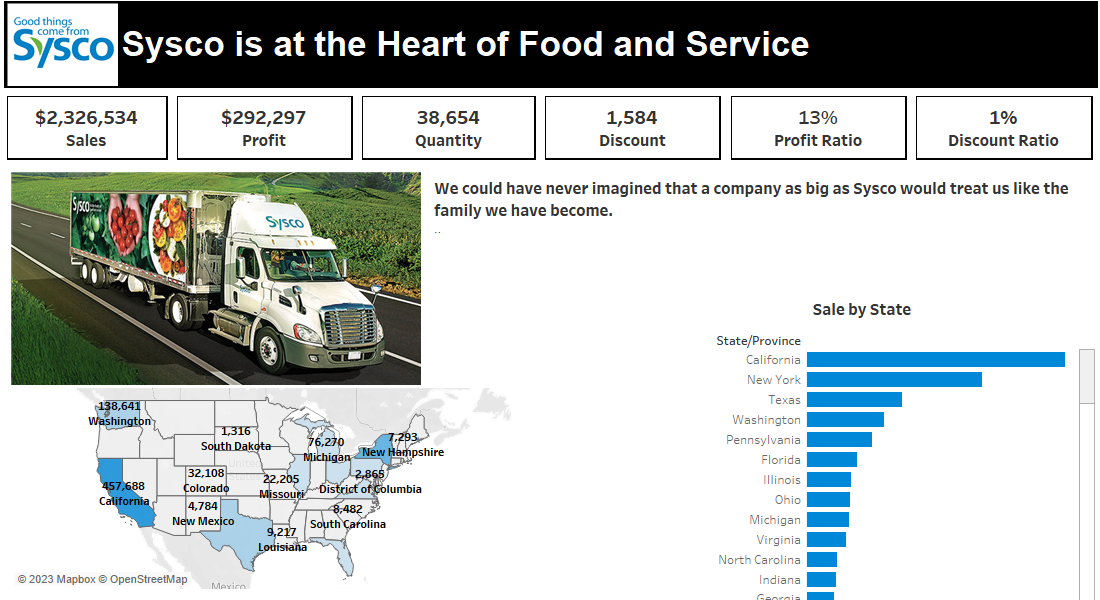 Good things
come from
Sysco
Sysco is at the Heart of Food and Service
$2,326,534
Sales
$292,297
Profit
38,654
Quantity
1,584
Discount
13%
Profit Ratio
1%
Discount Ratio
Sysco
Sysco
We could have never imagined that a company as big as Sysco would treat us like the
family we have become.
..
Sale by State
State/Province
California
New York
Texas
Washington
Pennsylvania
Florida
Illinois
Ohio
Michigan
Virginia
North Carolina
Indiana
Georgia
138,641
Washington
1,316
South Dakota
76,270
Michigan
7,293
New Hampshire
United
States
32,108
Colorado
22,205
Missouri
2,865
District of Columbia
457,688
California
4,784
New Mexico
8,482
South Carolina
9,217
Louisiana
Mexico
© 2023 Mapbox © OpenStreetMap